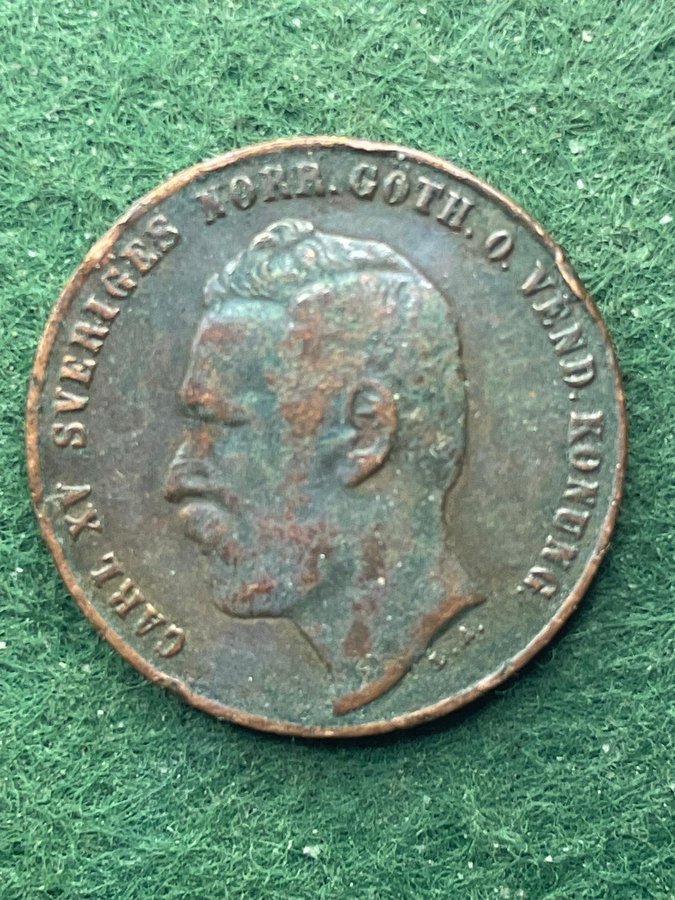 CARL XV SVERIGES NORR. GÖTH. O. VEND. KONUNG.
L.A.